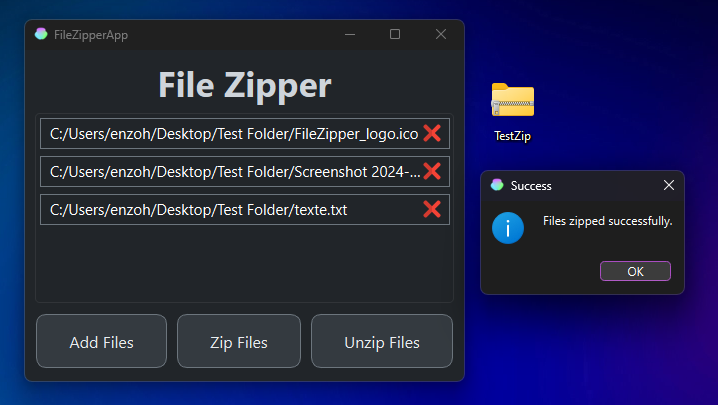 FileZipperApp
File Zipper
C:/Users/enzoh/Desktop/Test Folder/FileZipper_logo.ico
C:/Users/enzoh/Desktop/Test Folder/Screenshot 2024-...
C:/Users/enzoh/Desktop/Test Folder/texte.txt
Add Files
Zip Files
Unzip Files
TestZip
Success
Files zipped successfully.
OK